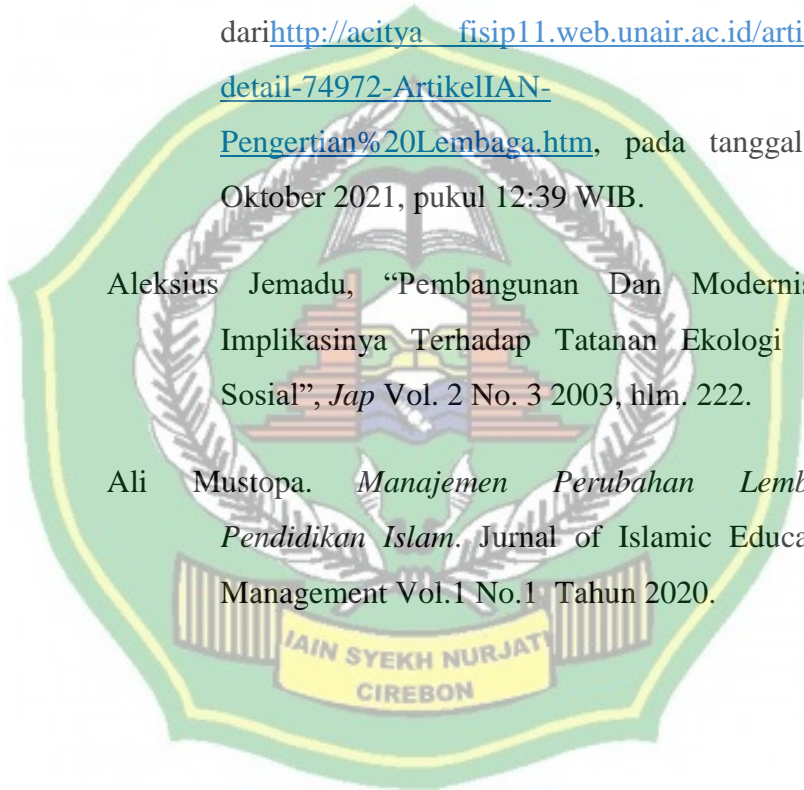 darihttp://acitya fisip11.web.unair.ac.id/arti
detail-74972-ArtikelIAN-
Pengertian%20Lembaga.htm, pada tanggal
Oktober 2021, pukul 12:39 WIB.
Aleksius Jemadu, “Pembangunan Dan Modernis
Implikasinya Terhadap Tatanan Ekologi
Sosial”, Jap Vol. 2 No. 3 2003, hlm. 222.
Ali Mustopa. Manajemen Perubahan Lemb
Pendidikan Islam. Jurnal of Islamic Educa
Management Vol.1 No.1 Tahun 2020.
IAIN SYEKH NURJATI
CIREBON